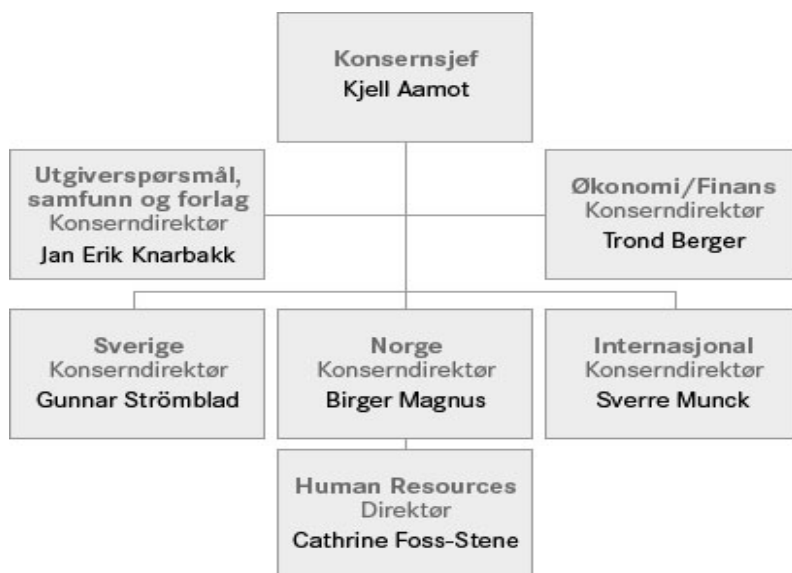 Konsernsjef
Kjell Aamot
Utgiverspørsmål,
samfunn og forlag
Konserndirektør
Jan Erik Knarbakk
Økonomi/Finans
Konserndirektør
Trond Berger
Sverige
Konserndirektør
Gunnar Strömblad
Norge
Konserndirektør
Birger Magnus
Internasjonal
Konserndirektør
Sverre Munck
Human Resources
Direktør
Cathrine Foss-Stene